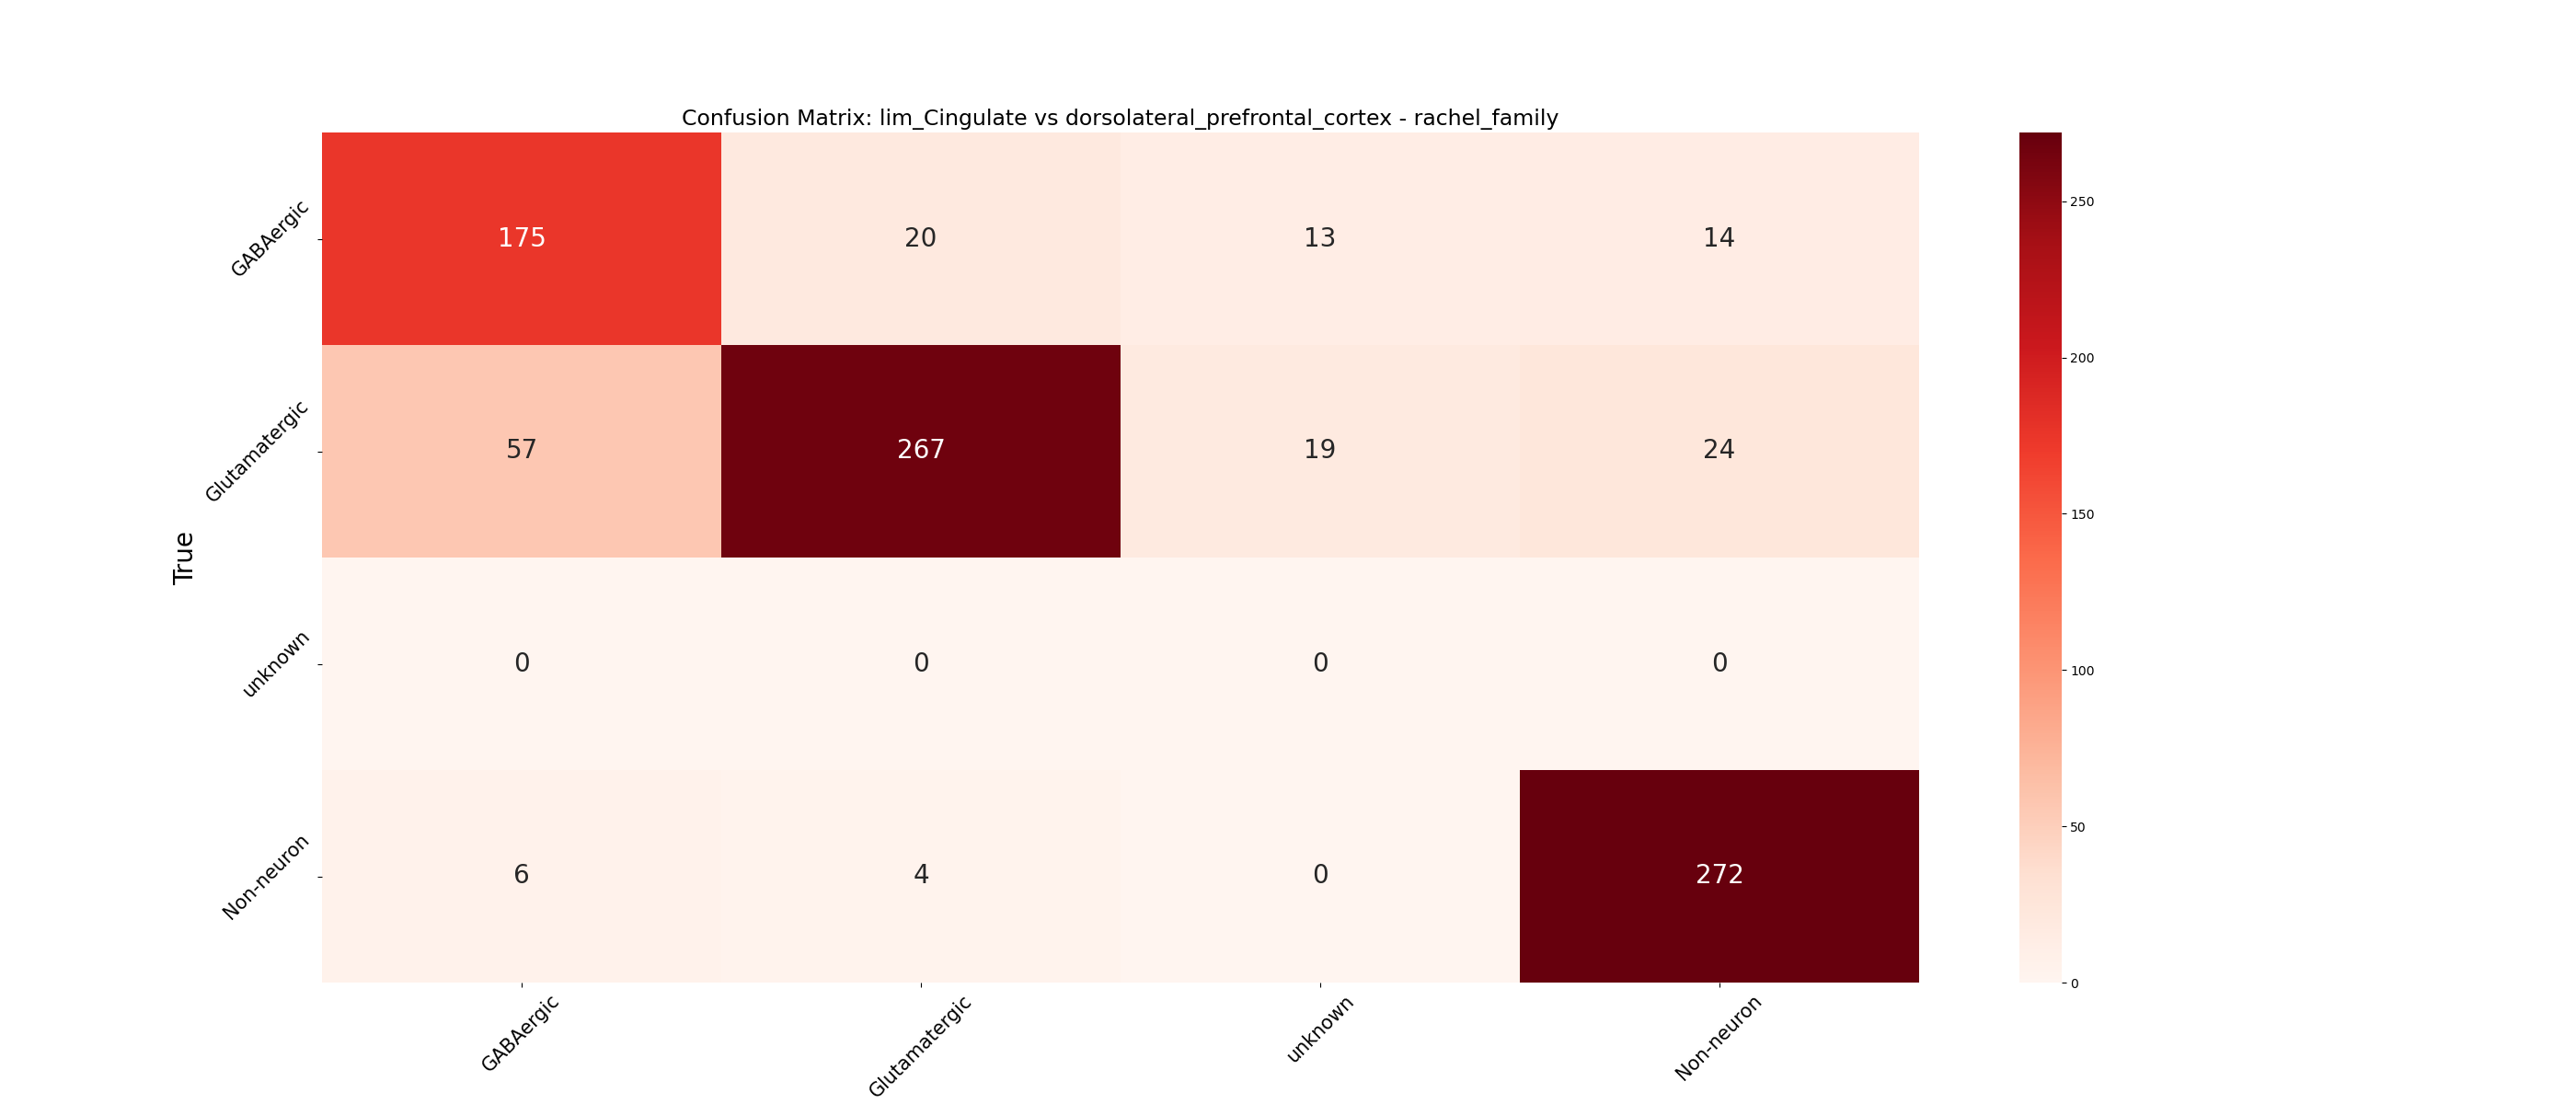 Confusion Matrix: lim_Cingulate vs dorsolateral_prefrontal_cortex - rachel_family
True
GABAergic 175 20 13 14
Glutamatergic 57 267 19 24
unknown 0 0 0 0
Non-neuron 6 4 0 272
GABAergic Glutamatergic unknown Non-neuron
250
200
150
100
50
0